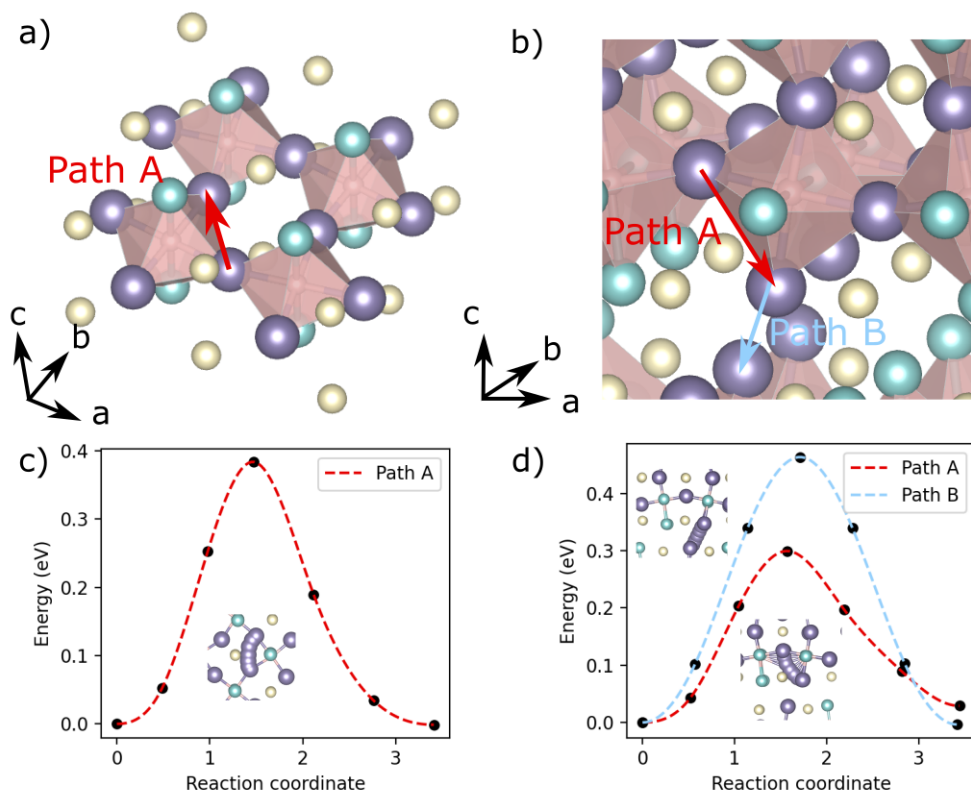 a)
Path A
c
b
a
b)
Path A
Path B
c
b
a
c)
0.4
0.3
0.2
0.1
0.0
Energy (eV)
Path A
0
1
2
3
Reaction coordinate
d)
0.4
0.3
0.2
0.1
0.0
Energy (eV)
Path A
Path B
0
1
2
3
Reaction coordinate